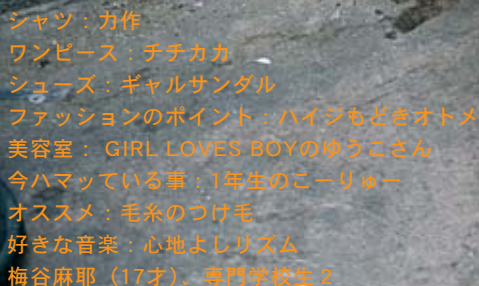 シャツ：力作
ワンピース：チチカカ
シューズ：ギャルサンダル
ファッションのポイント：ハイジもどきオトメ
美容室： GIRL LOVES BOYのゆうこさん
今ハマッている事：1年生のこーりゅー
オススメ：毛糸のつけ毛
好きな音楽：心地よしリズム
梅谷麻耶（17才）、専門学校生２